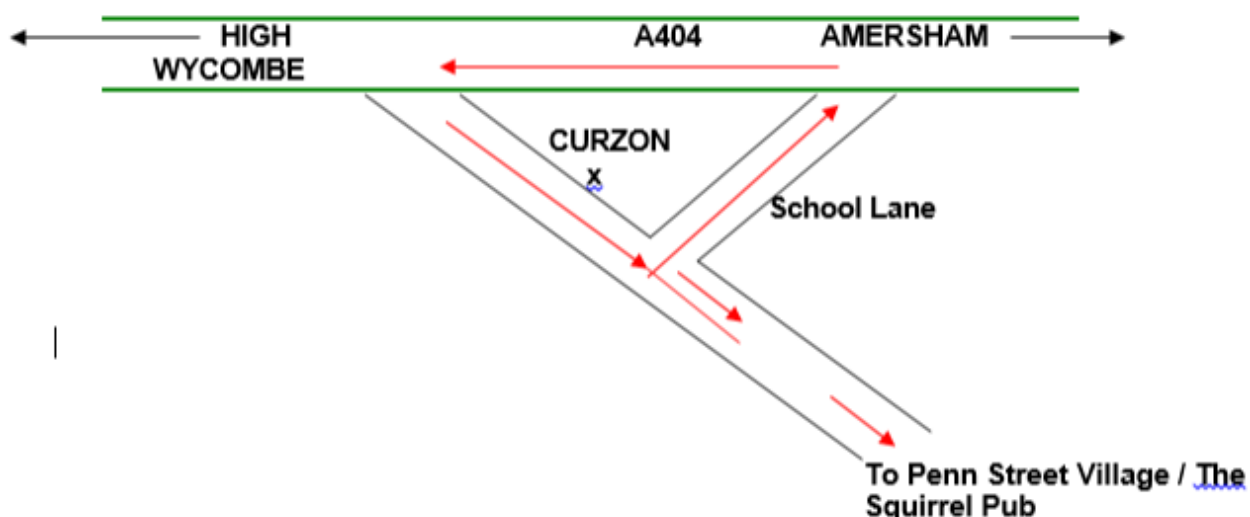 HIGH
WYCOMBE
A404
AMERSHAM
CURZON
x
School Lane
To Penn Street Village / The
Squirrel Pub